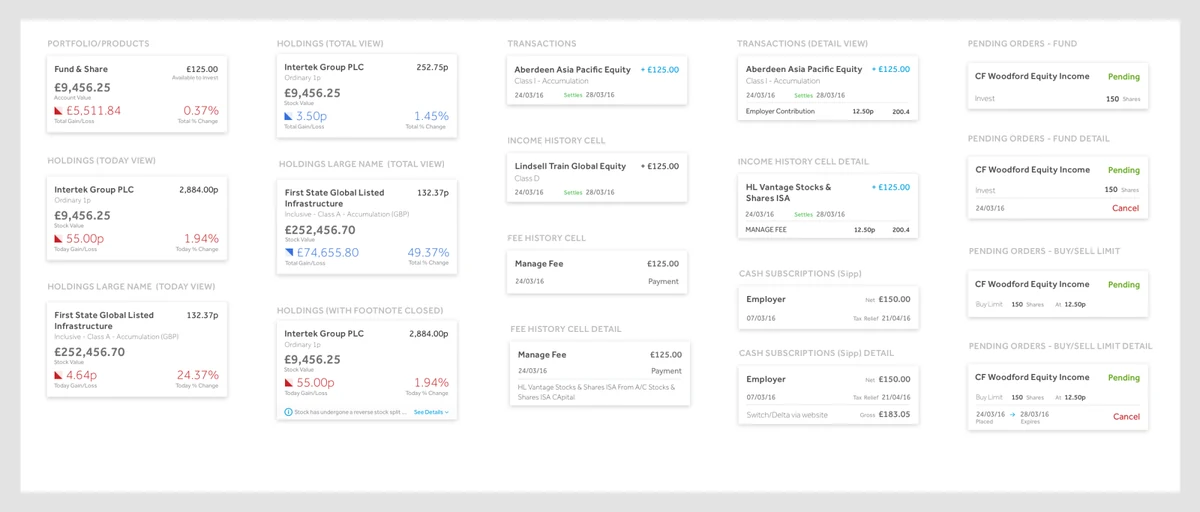 PORTFOLIO/PRODUCTS
Fund & Share £125.00
Available to invest
£9,456.25
Account Value
£5,511.84 0.37%
Total Gain/Loss Total % Change
HOLDINGS (TODAY VIEW)
Intertek Group PLC 2,884.00p
Ordinary 1p
£9,456.25
Stock Value
55.00p 1.94%
Today Gain/Loss Today % Change
HOLDINGS LARGE NAME (TODAY VIEW)
First State Global Listed 132.37p
Infrastructure
Inclusive - Class A - Accumulation (GBP)
£252,456.70
Stock Value
4.64p 24.37%
Today Gain/Loss Today % Change
HOLDINGS (TOTAL VIEW)
Intertek Group PLC 252.75p
Ordinary 1p
£9,456.25
Stock Value
3.50p 1.45%
Total Gain/Loss Total % Change
HOLDINGS LARGE NAME (TOTAL VIEW)
First State Global Listed 132.37p
Infrastructure
Inclusive - Class A - Accumulation (GBP)
£252,456.70
Stock Value
£74,655.80 49.37%
Total Gain/Loss Total % Change
HOLDINGS (WITH FOOTNOTE CLOSED)
Intertek Group PLC 2,884.00p
Ordinary 1p
£9,456.25
Stock Value
55.00p 1.94%
Today Gain/Loss Today % Change
Stock has undergone a reverse stock split ... See Details
TRANSACTIONS
Aberdeen Asia Pacific Equity + £125.00
Class I - Accumulation
24/03/16 Settles 28/03/16
INCOME HISTORY CELL
Lindsell Train Global Equity + £125.00
Class D
24/03/16 Settles 28/03/16
FEE HISTORY CELL
Manage Fee £125.00
24/03/16 Payment
FEE HISTORY CELL DETAIL
Manage Fee £125.00
24/03/16 Payment
HL Vantage Stocks & Shares ISA From A/C Stocks &
Shares ISA CApital
TRANSACTIONS (DETAIL VIEW)
Aberdeen Asia Pacific Equity + £125.00
Class I - Accumulation
24/03/16 Settles 28/03/16
Employer Contribution 12.50p 200.4
INCOME HISTORY CELL DETAIL
HL Vantage Stocks & + £125.00
Shares ISA
24/03/16 Settles 28/03/16
MANAGE FEE 12.50p 200.4
CASH SUBSCRIPTIONS (Sipp)
Employer Net £150.00
07/03/16 Tax Relief 21/04/16
CASH SUBSCRIPTIONS (Sipp) DETAIL
Employer Net £150.00
07/03/16 Tax Relief 21/04/16
Switch/Delta via website Gross £183.05
PENDING ORDERS - FUND
CF Woodford Equity Income Pending
Invest 150 Shares
PENDING ORDERS - FUND DETAIL
CF Woodford Equity Income Pending
Invest 150 Shares
24/03/16 Cancel
PENDING ORDERS - BUY/SELL LIMIT
CF Woodford Equity Income Pending
Buy Limit 150 Shares At 12.50p
PENDING ORDERS - BUY/SELL LIMIT DETAIL
CF Woodford Equity Income Pending
Buy Limit 150 Shares At 12.50p
24/03/16 → 28/03/16 Cancel
Placed Expires